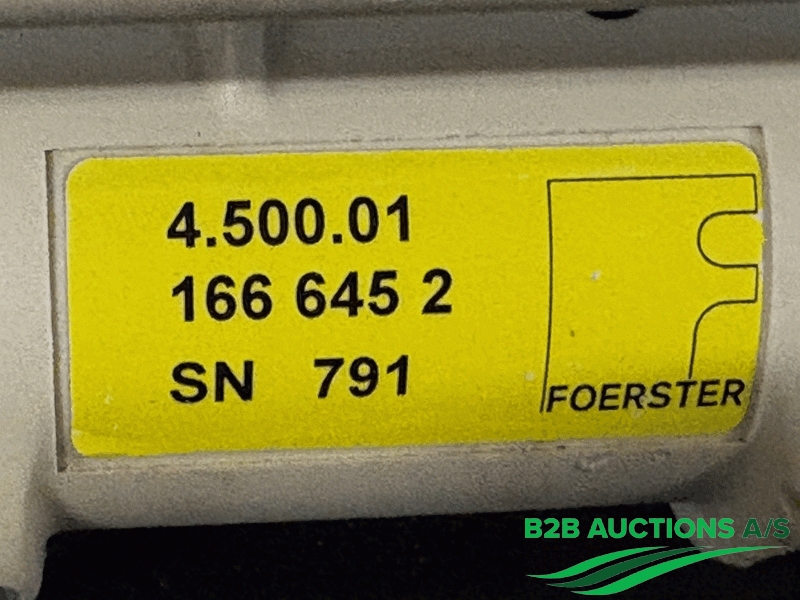 4.500.01
166 645 2
SN 791
FOERSTER
B2B AUCTIONS A/S